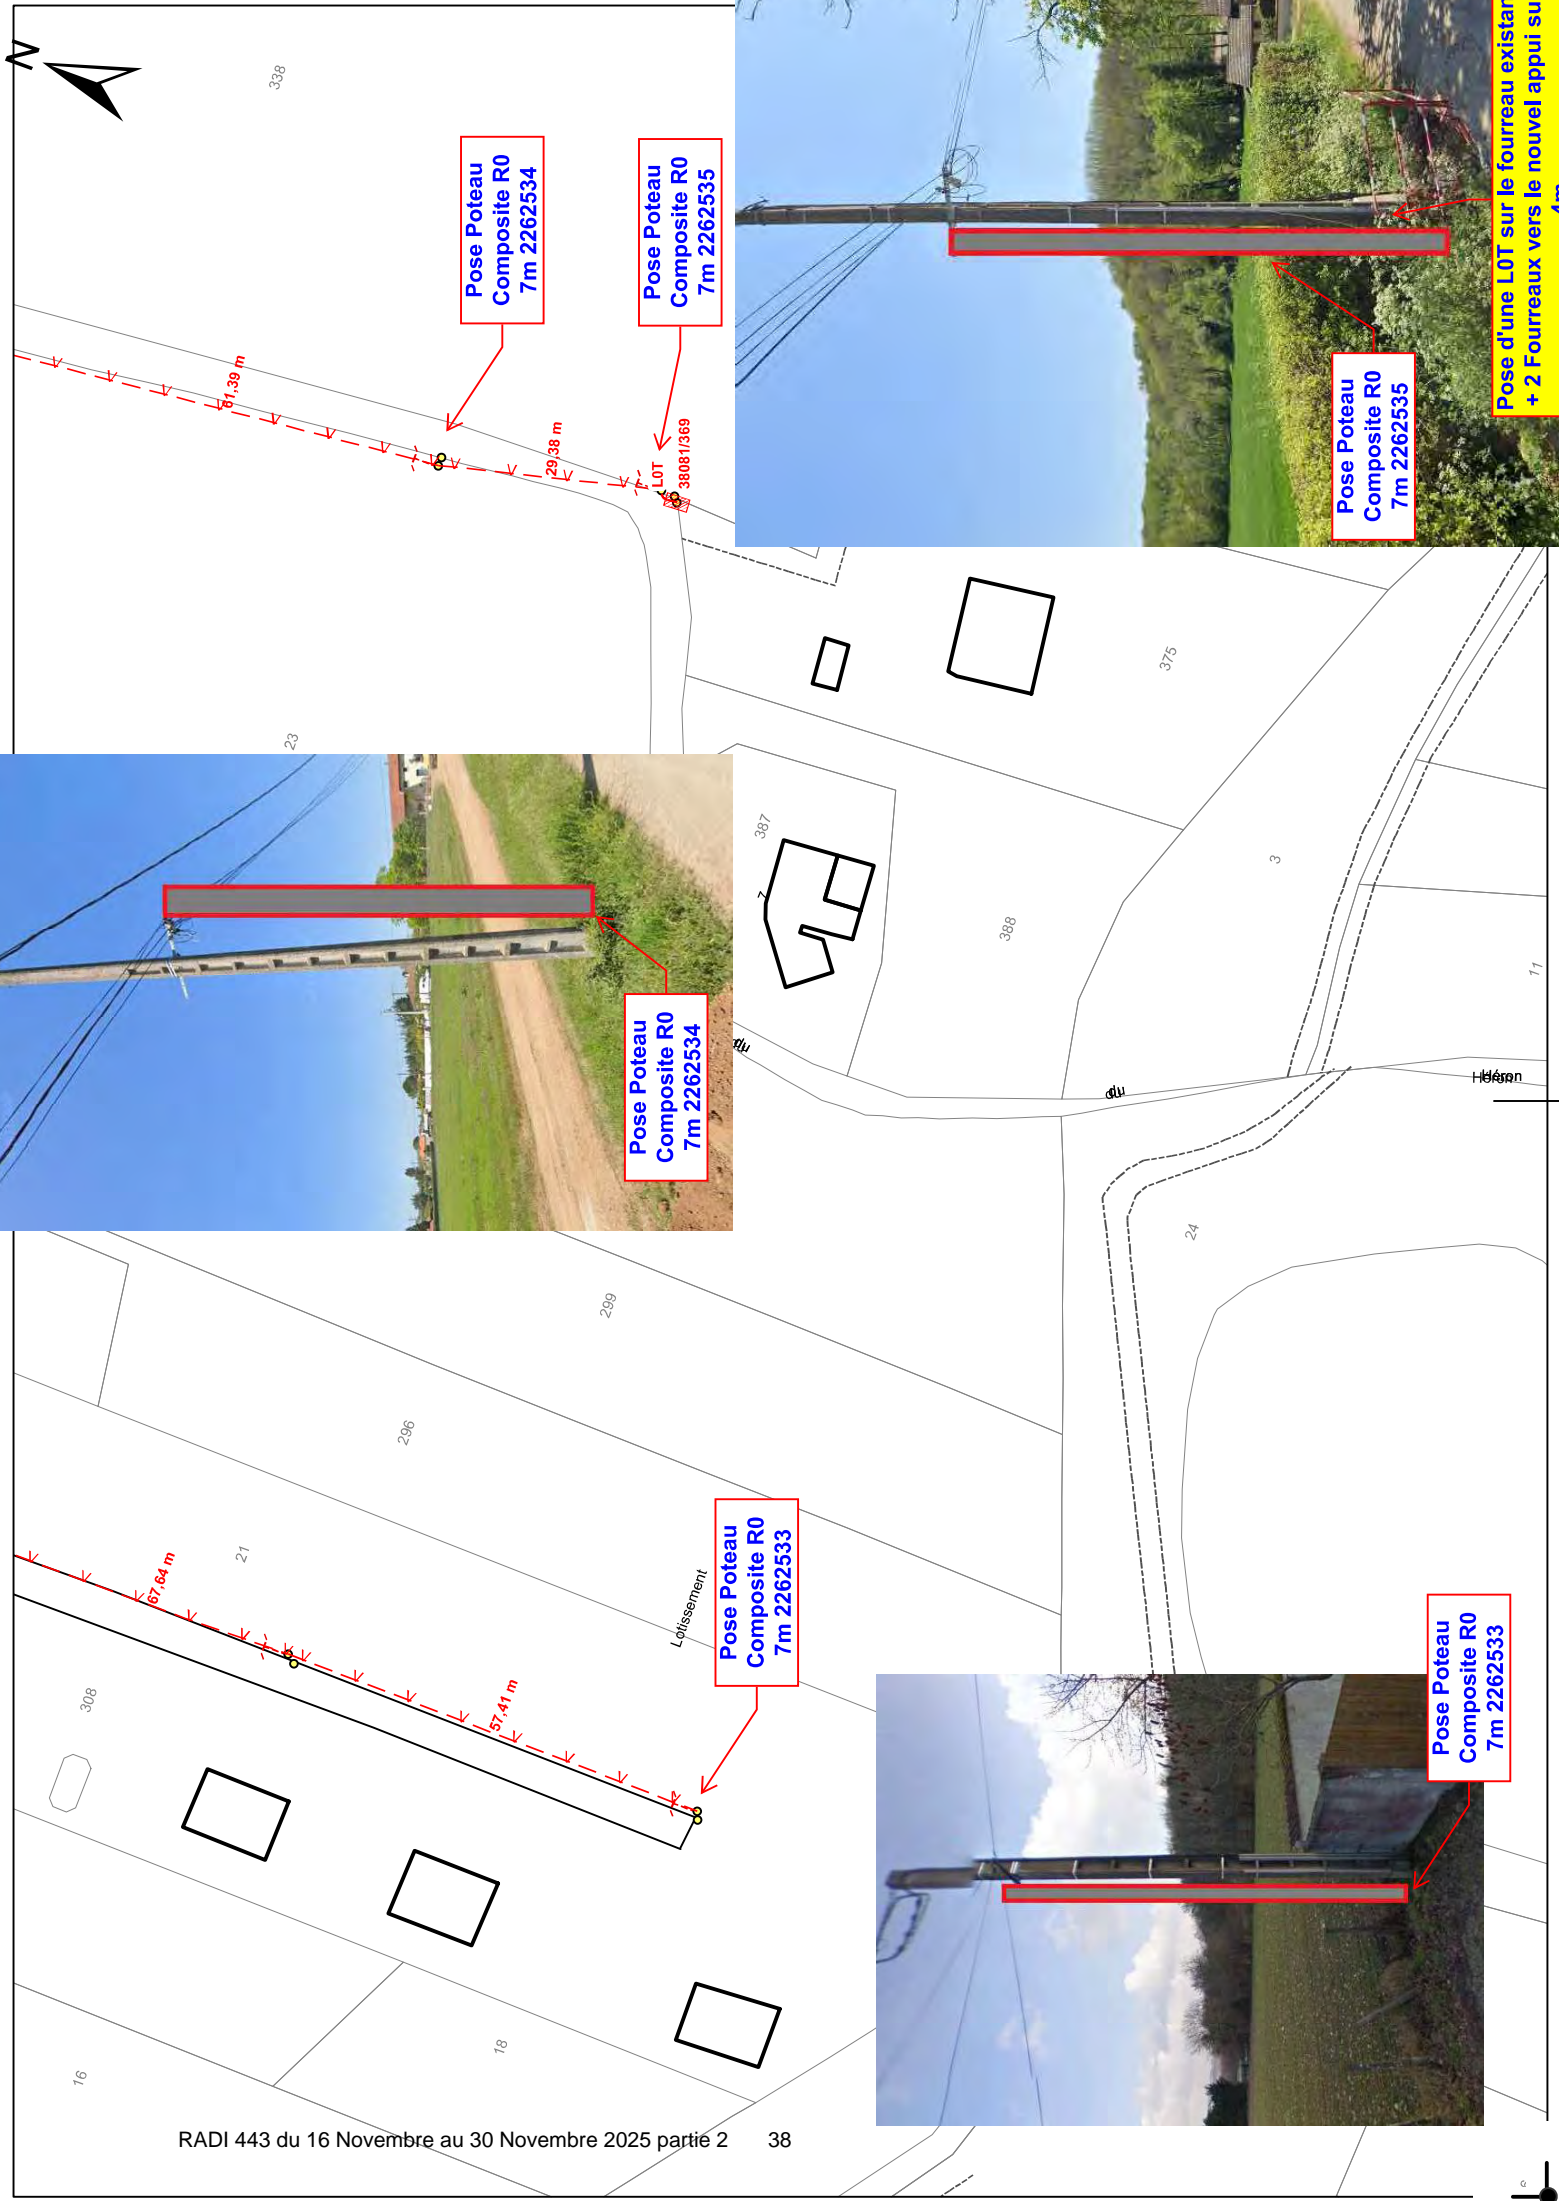 N
338
Pose Poteau
Composite R0
7m 2262534
Pose Poteau
Composite R0
7m 2262535
61,39 m
29,38 m
L0T
38081/369
Pose Poteau
Composite R0
7m 2262535
Pose d'une L0T sur le fourreau existan
+ 2 Fourreaux vers le nouvel appui su
4m
23
375
387
7
388
3
11
Pose Poteau
Composite R0
7m 2262534
du
du
Héron
24
299
296
21
67,64 m
57,41 m
Lotissement
Pose Poteau
Composite R0
7m 2262533
308
Pose Poteau
Composite R0
7m 2262533
18
16
RADI 443 du 16 Novembre au 30 Novembre 2025 partie 2 38